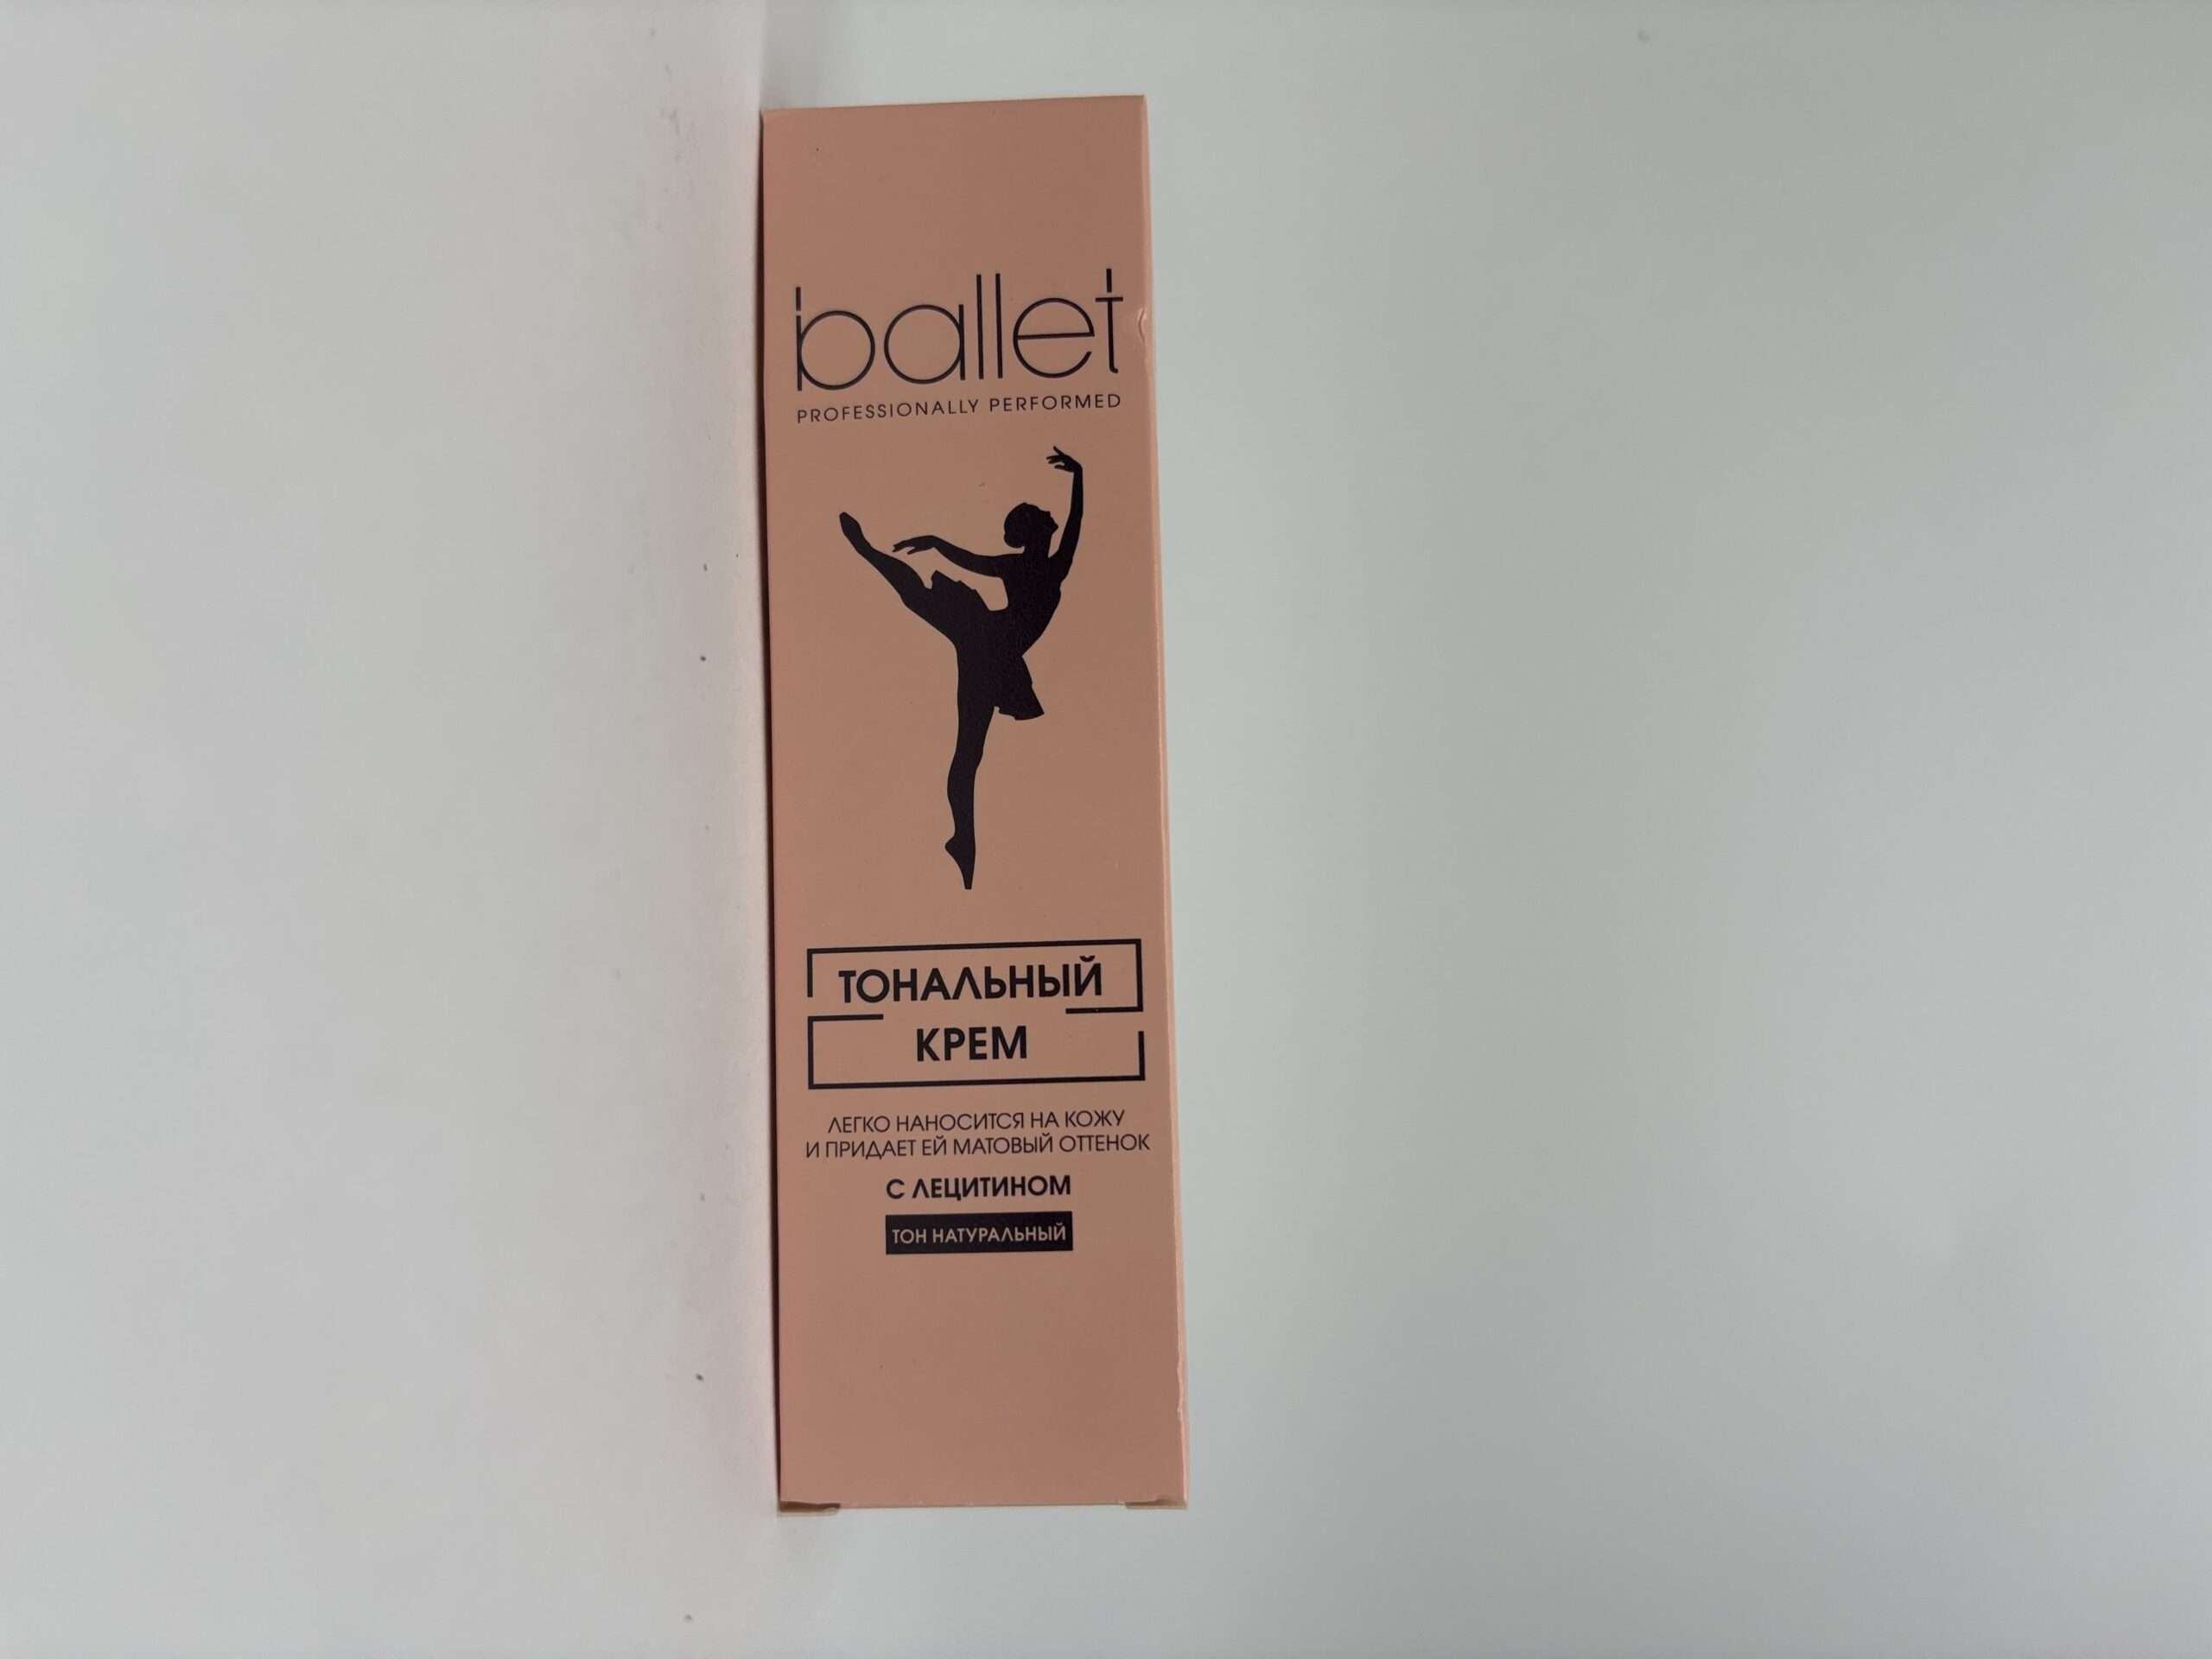 ballet
PROFESSIONALLY PERFORMED
ТОНАЛЬНЫЙ
КРЕМ
ЛЕГКО НАНОСИТСЯ НА КОЖУ
И ПРИДАЕТ ЕЙ МАТОВЫЙ ОТТЕНОК
С ЛЕЦИТИНОМ
ТОН НАТУРАЛЬНЫЙ